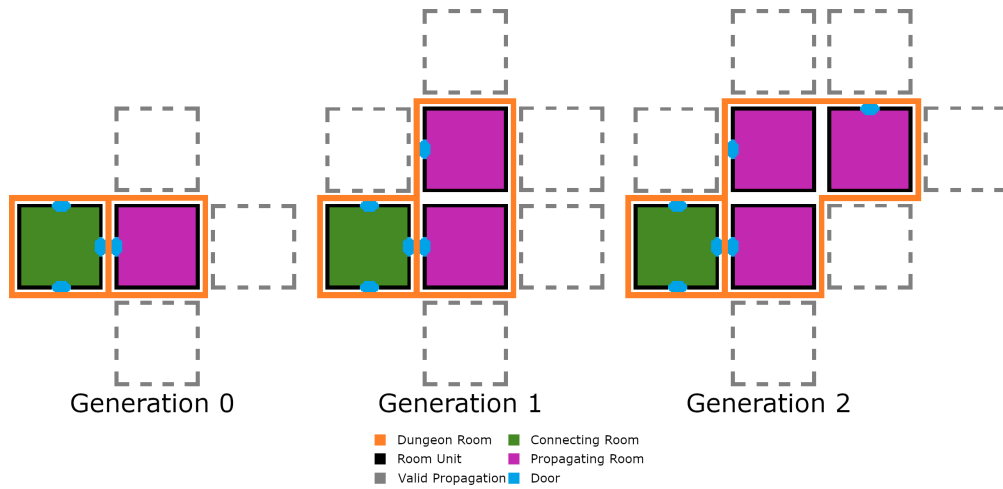 Generation 0
Generation 1
Generation 2
Dungeon Room
Connecting Room
Room Unit
Propagating Room
Valid Propagation
Door